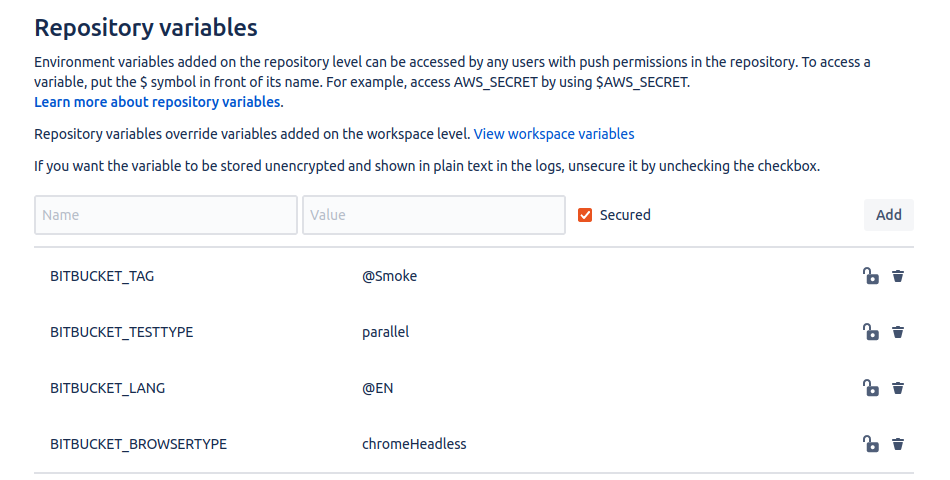 Repository variables
Environment variables added on the repository level can be accessed by any users with push permissions in the repository. To access a
variable, put the $ symbol in front of its name. For example, access AWS_SECRET by using $AWS_SECRET.
Learn more about repository variables.
Repository variables override variables added on the workspace level. View workspace variables
If you want the variable to be stored unencrypted and shown in plain text in the logs, unsecure it by unchecking the checkbox.
Name Value Secured Add
BITBUCKET_TAG @Smoke
BITBUCKET_TESTTYPE parallel
BITBUCKET_LANG @EN
BITBUCKET_BROWSERTYPE chromeHeadless